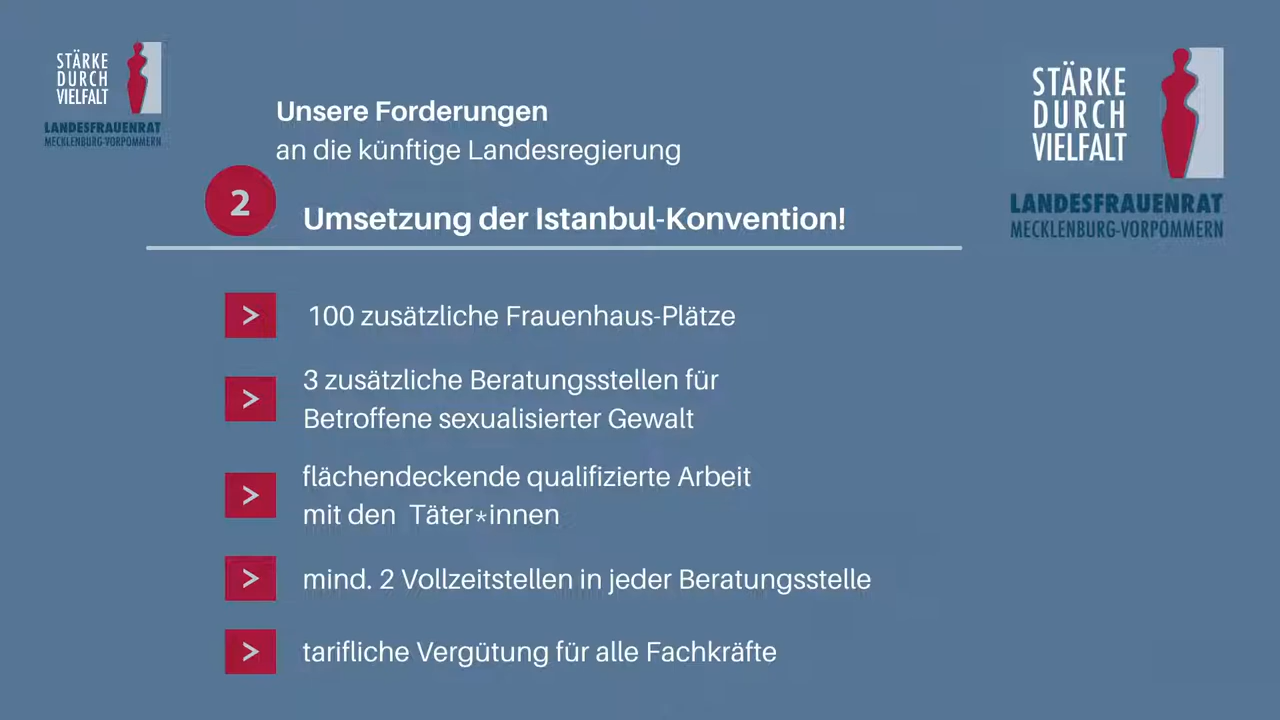 STÄRKE
DURCH
VIELFALT
LANDESFRAUENRAT
MECKLENBURG-VORPOMMERN
STÄRKE
DURCH
VIELFALT
LANDESFRAUENRAT
MECKLENBURG-VORPOMMERN
Unsere Forderungen
an die künftige Landesregierung
2
Umsetzung der Istanbul-Konvention!
> 100 zusätzliche Frauenhaus-Plätze
> 3 zusätzliche Beratungsstellen für
Betroffene sexualisierter Gewalt
> flächendeckende qualifizierte Arbeit
mit den Täter*innen
> mind. 2 Vollzeitstellen in jeder Beratungsstelle
> tarifliche Vergütung für alle Fachkräfte